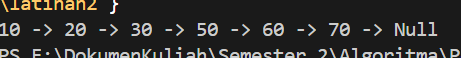 \latihan2 }
10 -> 20 -> 30 -> 50 -> 60 -> 70 -> Null
PS E:\DokumenKuliah\Semester 2\Algoritma\P